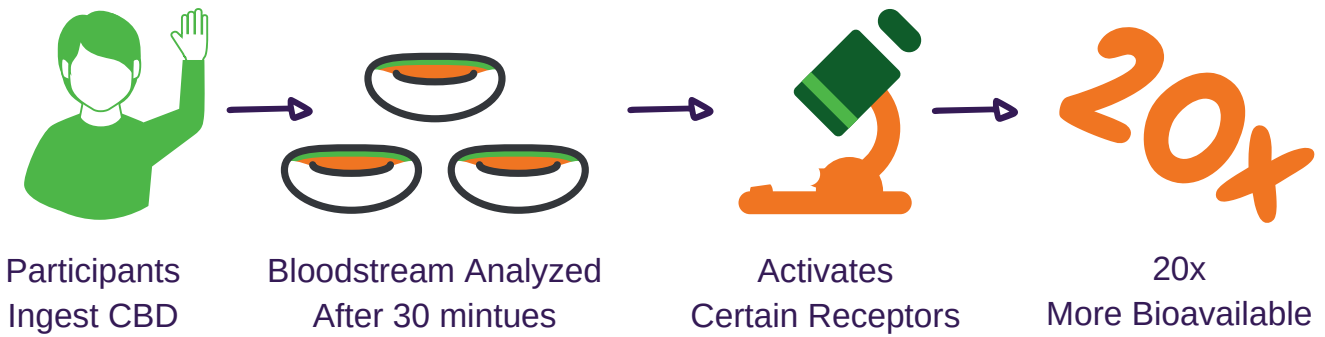 20x
Participants
Ingest CBD
Bloodstream Analyzed
After 30 mintues
Activates
Certain Receptors
20x
More Bioavailable